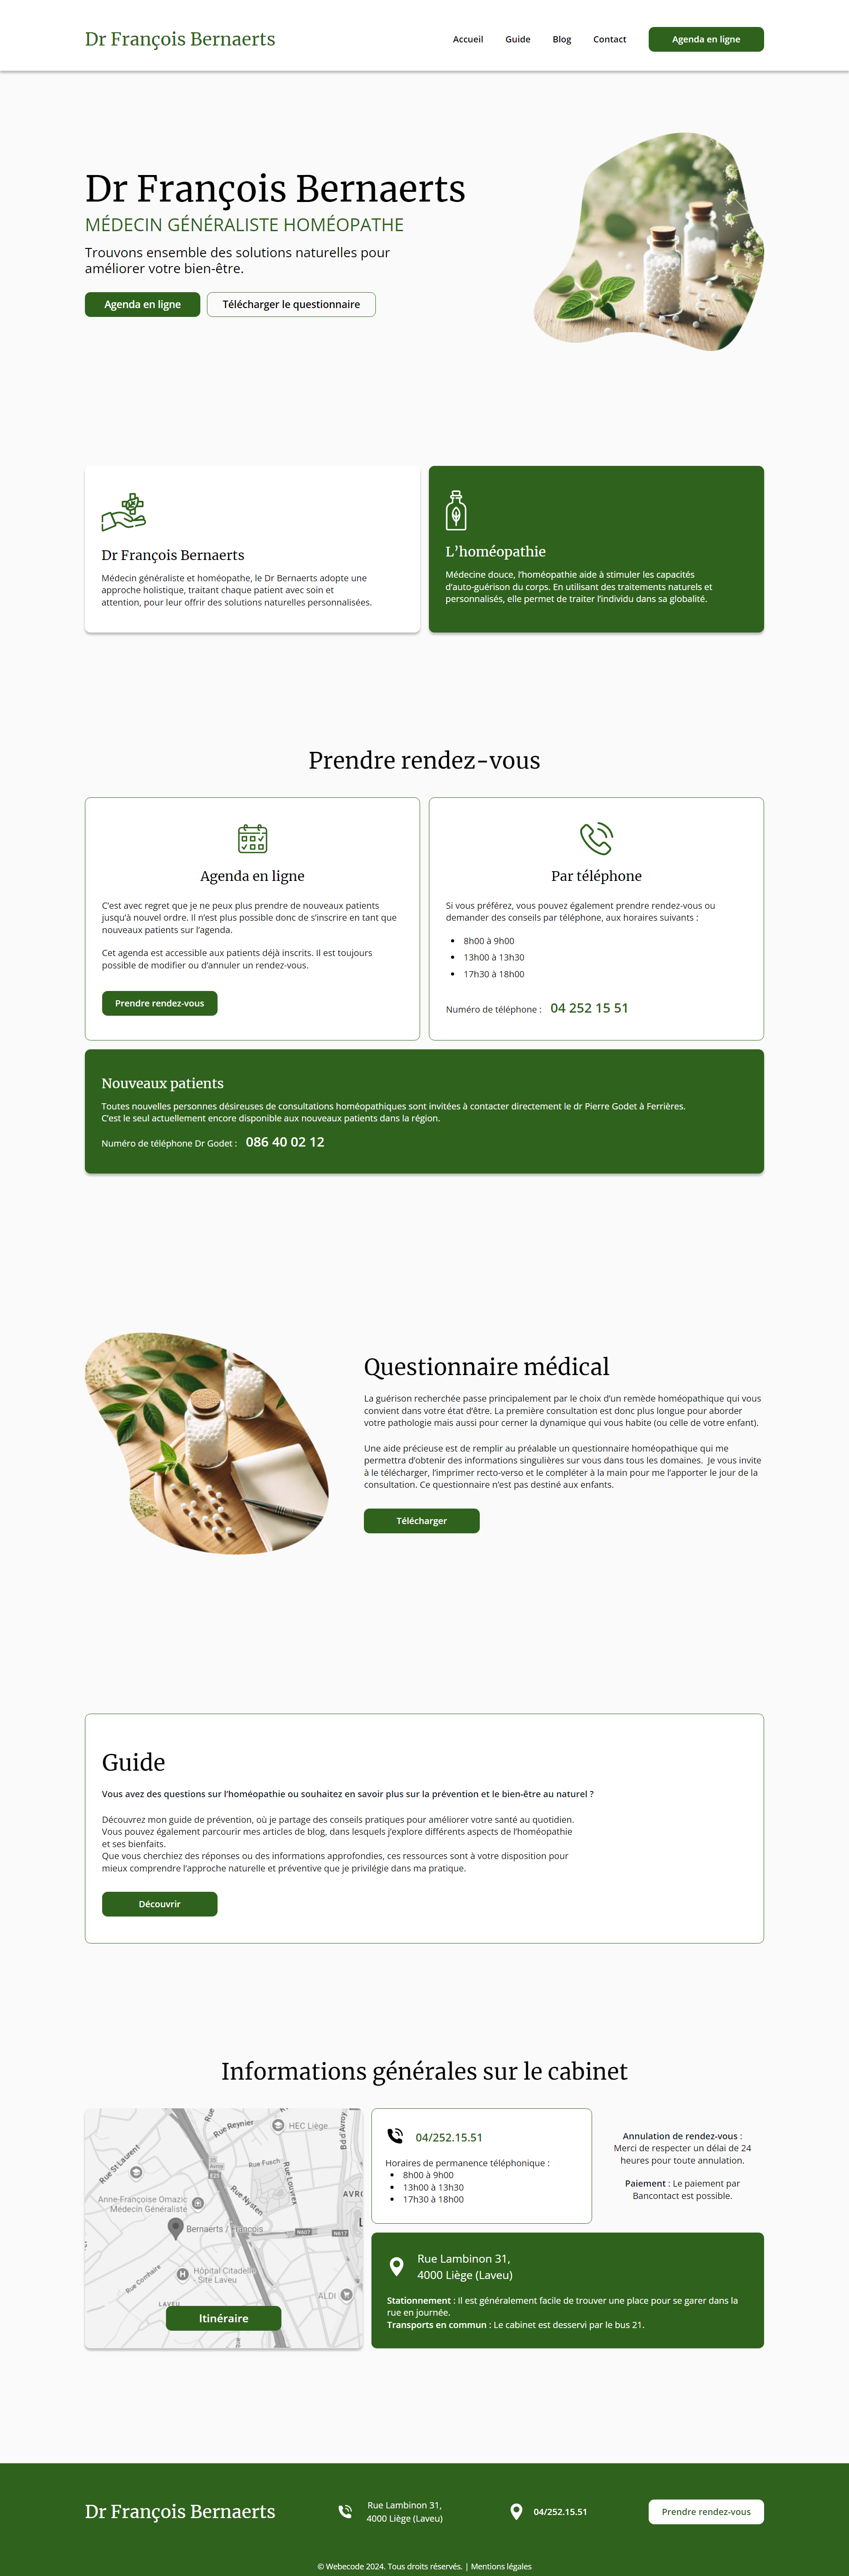 Dr François Bernaerts
Accueil
Guide
Blog
Contact
Agenda en ligne
Dr François Bernaerts
MÉDECIN GÉNÉRALISTE HOMÉOPATHE
Trouvons ensemble des solutions naturelles pour
améliorer votre bien-être.
Agenda en ligne
Télécharger le questionnaire
Dr François Bernaerts
Médecin généraliste et homéopathe, le Dr Bernaerts adopte une
approche holistique, traitant chaque patient avec soin et
attention, pour leur offrir des solutions naturelles personnalisées.
L’homéopathie
Médecine douce, l’homéopathie aide à stimuler les capacités
d’auto-guérison du corps. En utilisant des traitements naturels et
personnalisés, elle permet de traiter l’individu dans sa globalité.
Prendre rendez-vous
Agenda en ligne
C’est avec regret que je ne peux plus prendre de nouveaux patients
jusqu’à nouvel ordre. Il n’est plus possible donc de s’inscrire en tant que
nouveaux patients sur l’agenda.
Cet agenda est accessible aux patients déjà inscrits. Il est toujours
possible de modifier ou d’annuler un rendez-vous.
Prendre rendez-vous
Par téléphone
Si vous préférez, vous pouvez également prendre rendez-vous ou
demander des conseils par téléphone, aux horaires suivants :
• 8h00 à 9h00
• 13h00 à 13h30
• 17h30 à 18h00
Numéro de téléphone : 04 252 15 51
Nouveaux patients
Toutes nouvelles personnes désireuses de consultations homéopathiques sont invitées à contacter directement le dr Pierre Godet à Ferrières.
C’est le seul actuellement encore disponible aux nouveaux patients dans la région.
Numéro de téléphone Dr Godet : 086 40 02 12
Questionnaire médical
La guérison recherchée passe principalement par le choix d’un remède homéopathique qui vous
convient dans votre état d’être. La première consultation est donc plus longue pour aborder
votre pathologie mais aussi pour cerner la dynamique qui vous habite (ou celle de votre enfant).
Une aide précieuse est de remplir au préalable un questionnaire homéopathique qui me
permettra d’obtenir des informations singulières sur vous dans tous les domaines. Je vous invite
à le télécharger, l’imprimer recto-verso et le compléter à la main pour me l’apporter le jour de la
consultation. Ce questionnaire n’est pas destiné aux enfants.
Télécharger
Guide
Vous avez des questions sur l’homéopathie ou souhaitez en savoir plus sur la prévention et le bien-être au naturel ?
Découvrez mon guide de prévention, où je partage des conseils pratiques pour améliorer votre santé au quotidien.
Vous pouvez également parcourir mes articles de blog, dans lesquels j’explore différents aspects de l’homéopathie
et ses bienfaits.
Que vous cherchiez des réponses ou des informations approfondies, ces ressources sont à votre disposition pour
mieux comprendre l’approche naturelle et préventive que je privilégie dans ma pratique.
Découvrir
Informations générales sur le cabinet
Rue
Rue Reynier
HEC Liège
Bd d'Avroy
Rue St Laurent
E25
Rue Fusch
Rue Louvrex
Anne-Françoise Omazic
Médecin Généraliste
Rue Nysten
AVRO
Bernaerts / François
N607
N617
Rue Comhaire
Hôpital Citadelle
- Site Laveu
ALDI
LAVEU
Itinéraire
04/252.15.51
Horaires de permanence téléphonique :
• 8h00 à 9h00
• 13h00 à 13h30
• 17h30 à 18h00
Annulation de rendez-vous :
Merci de respecter un délai de 24
heures pour toute annulation.
Paiement : Le paiement par
Bancontact est possible.
Rue Lambinon 31,
4000 Liège (Laveu)
Stationnement : Il est généralement facile de trouver une place pour se garer dans la
rue en journée.
Transports en commun : Le cabinet est desservi par le bus 21.
Dr François Bernaerts
Rue Lambinon 31,
4000 Liège (Laveu)
04/252.15.51
Prendre rendez-vous
© Webecode 2024. Tous droits réservés. | Mentions légales